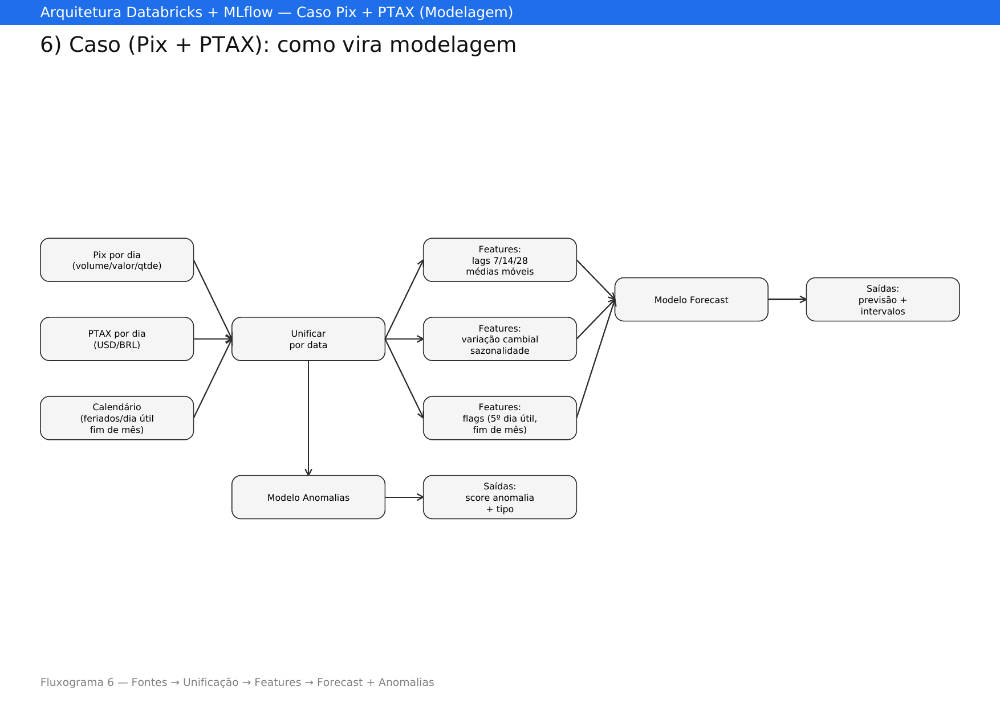 Arquitetura Databricks + MLflow — Caso Pix + PTAX (Modelagem)
6) Caso (Pix + PTAX): como vira modelagem
Pix por dia
(volume/valor/qtde)
PTAX por dia
(USD/BRL)
Calendário
(feriados/dia útil
fim de mês)
Unificar
por data
Features:
lags 7/14/28
médias móveis
Features:
variação cambial
sazonalidade
Features:
flags (5º dia útil,
fim de mês)
Modelo Forecast
Saídas:
previsão +
intervalos
Modelo Anomalias
Saídas:
score anomalia
+ tipo
Fluxograma 6 — Fontes → Unificação → Features → Forecast + Anomalias